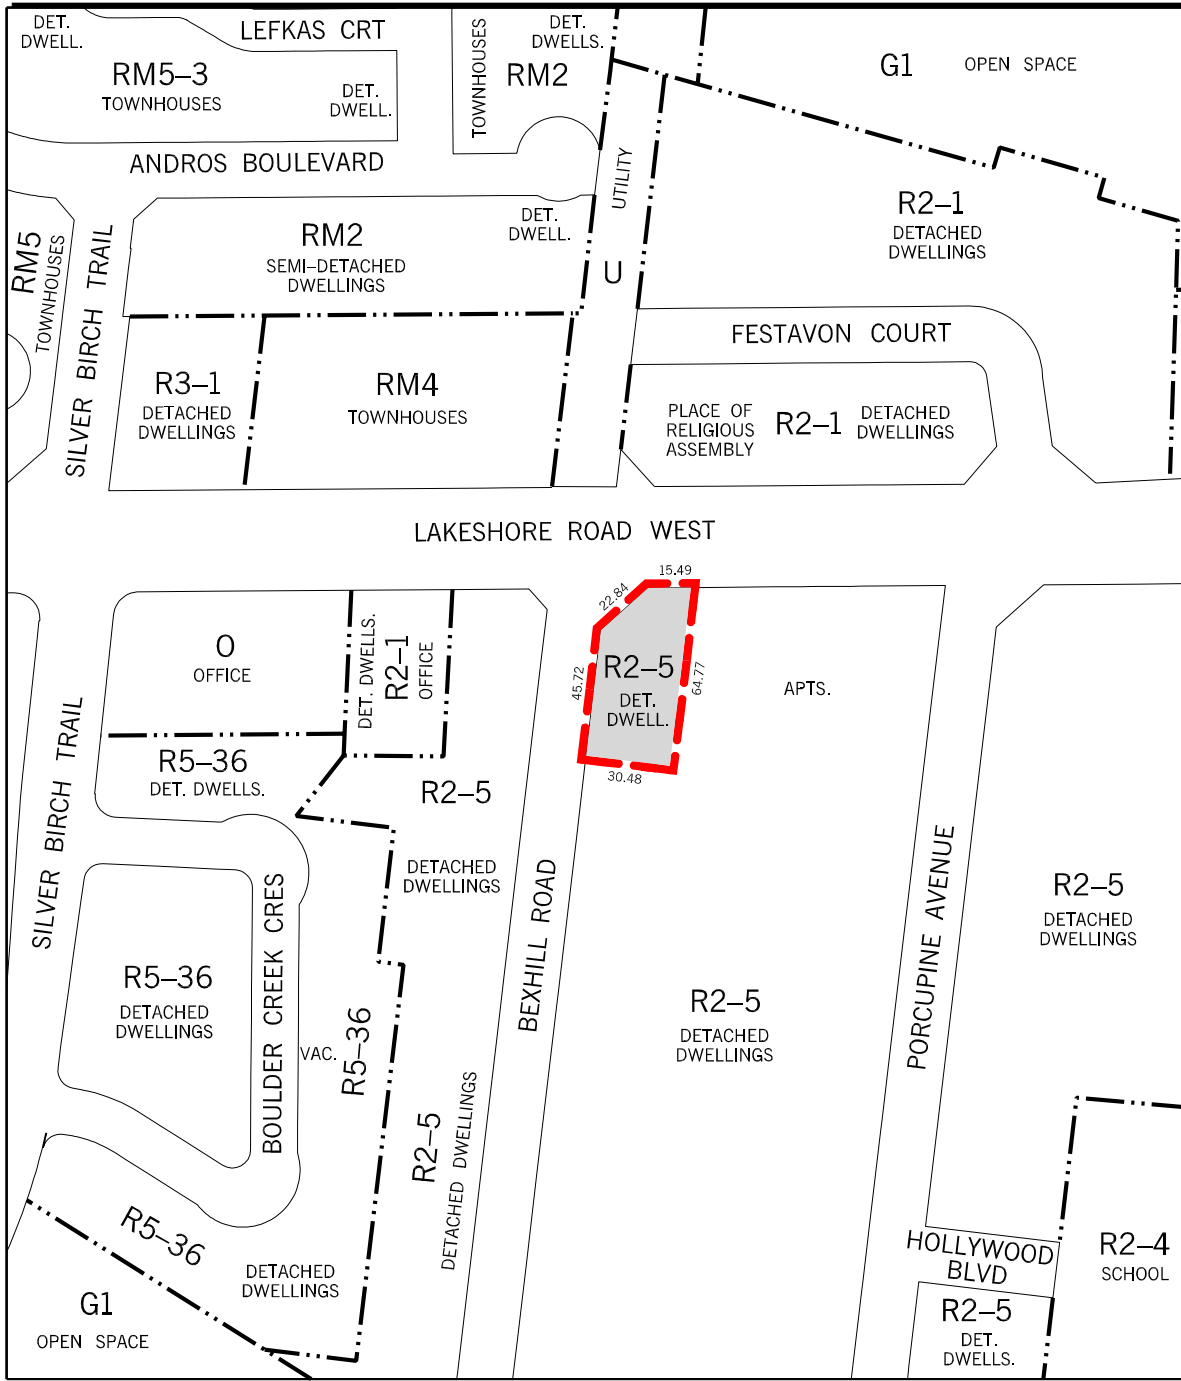 DET.
DWELL.
LEFKAS CRT
RM5–3
TOWNHOUSES
DET.
DWELL.
TOWNHOUSES
DET.
DWELLS.
RM2
G1
OPEN SPACE
ANDROS BOULEVARD
UTILITY
U
RM5
TOWNHOUSES
SILVER BIRCH TRAIL
RM2
SEMI–DETACHED
DWELLINGS
DET.
DWELL.
R2–1
DETACHED
DWELLINGS
FESTAVON COURT
R3–1
DETACHED
DWELLINGS
RM4
TOWNHOUSES
PLACE OF
RELIGIOUS
ASSEMBLY
R2–1
DETACHED
DWELLINGS
LAKESHORE ROAD WEST
15.49
22.84
45.72
64.77
30.48
R2–5
DET.
DWELL.
APTS.
O
OFFICE
DET. DWELLS.
R2–1
OFFICE
SILVER BIRCH TRAIL
R5–36
DET. DWELLS.
R2–5
DETACHED
DWELLINGS
BEXHILL ROAD
PORCUPINE AVENUE
R2–5
DETACHED
DWELLINGS
BOULDER CREEK CRES
R5–36
DETACHED
DWELLINGS
VAC.
R5–36
R2–5
DETACHED
DWELLINGS
R2–5
DETACHED DWELLINGS
R5–36
DETACHED
DWELLINGS
G1
OPEN SPACE
HOLLYWOOD
BLVD
R2–4
SCHOOL
R2–5
DET.
DWELLS.